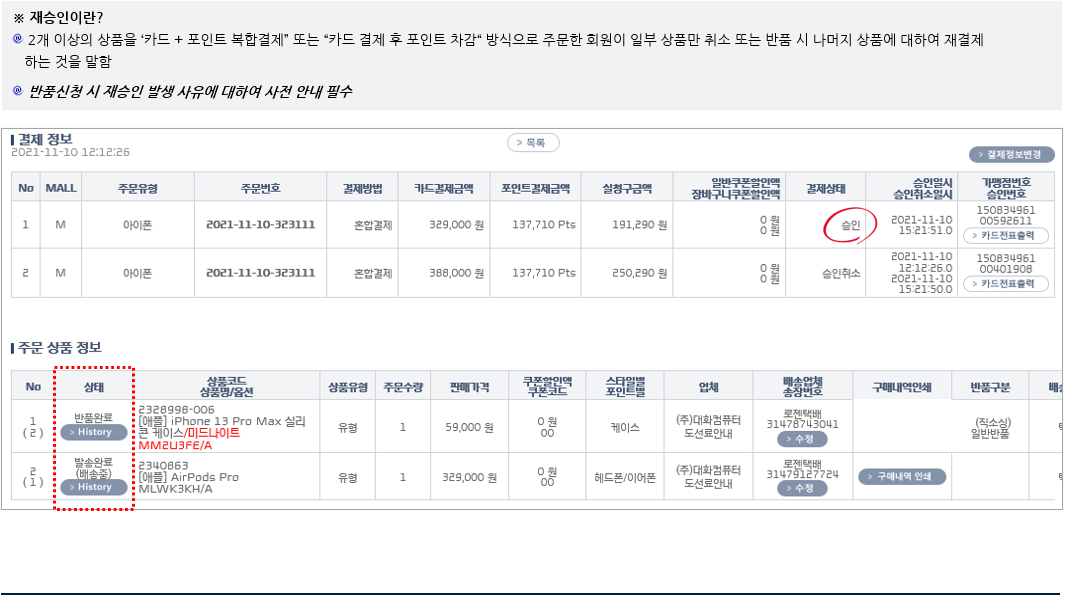 ※ 재승인이란?
2개 이상의 상품을 ‘카드 + 포인트 복합결제” 또는 “카드 결제 후 포인트 차감“ 방식으로 주문한 회원이 일부 상품만 취소 또는 반품 시 나머지 상품에 대하여 재결제
하는 것을 말함
반품신청 시 재승인 발생 사유에 대하여 사전 안내 필수
결제 정보
2021-11-10 12:12:26
> 목록
> 결제정보변경
No MALL 주문유형 주문번호 결제방법 카드결제금액 포인트결제금액 실청구금액 일반쿠폰할인액 장바구니쿠폰할인액 결제상태 승인일시 승인취소일시 가맹점번호 승인번호
1 M 아이폰 2021-11-10-323111 혼합결제 329,000 원 137,710 Pts 191,290 원 0 원 0 원 승인 2021-11-10 15:21:51.0 150834961 00592611 > 카드전표출력
2 M 아이폰 2021-11-10-323111 혼합결제 388,000 원 137,710 Pts 250,290 원 0 원 0 원 승인취소 2021-11-10 12:12:26.0 2021-11-10 15:21:50.0 150834961 00401908 > 카드전표출력
주문 상품 정보
No 상태 상품코드 상품명/옵션 상품유형 주문수량 판매가격 쿠폰할인액 쿠폰코드 스타일별 포인트별 업체 배송업체 송장번호 구매내역인쇄 반품구분
1 (2) 반품완료 > History 2328998-006 [애플] iPhone 13 Pro Max 실리콘 케이스/미드나이트 MM2U3FE/A 유형 1 59,000 원 0 원 00 케이스 (주)대화컴퓨터 도선료안내 로젠택배 31478743041 > 수정 (직소싱) 일반반품
2 (1) 발송완료 (배송중) > History 2340863 [애플] AirPods Pro MLWK3KH/A 유형 1 329,000 원 0 원 00 헤드폰/이어폰 (주)대화컴퓨터 도선료안내 로젠택배 31479127724 > 수정 > 구매내역 인쇄